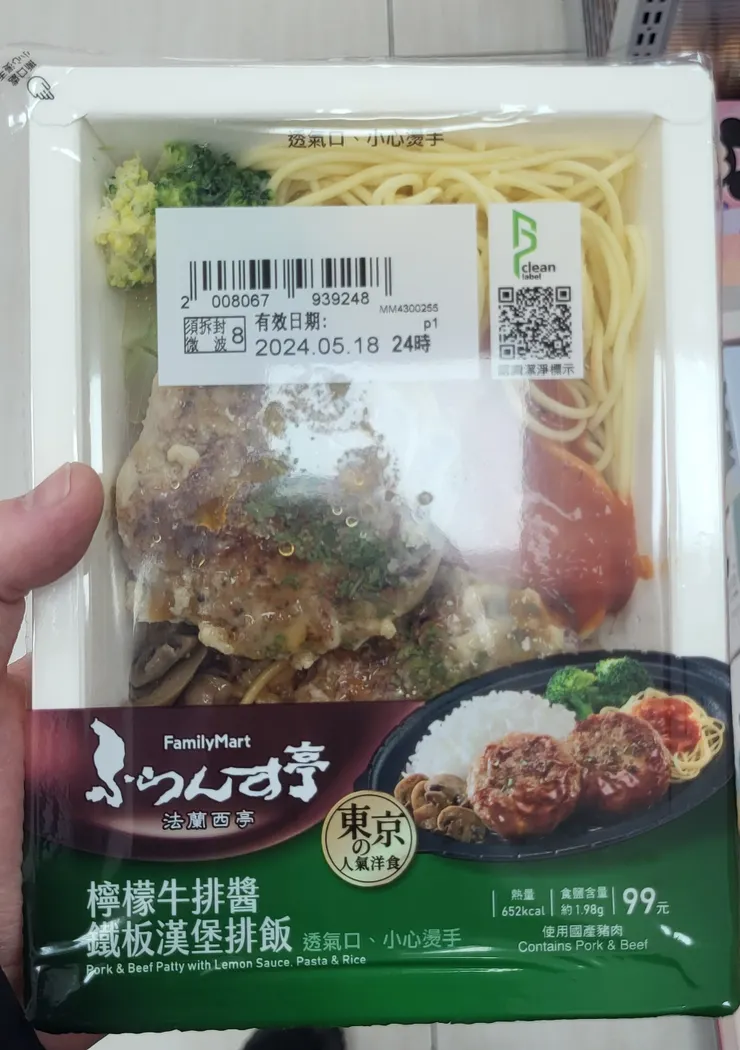 透氣口、小心燙手
clean
label
2 008067 939248
MM4300255
須拆封
微波 8
有效日期:
p1
2024.05.18 24時
潔淨標示
FamilyMart
ふらんす亭
法蘭西亭
東京
の
人氣洋食
檸檬牛排醬
鐵板漢堡排飯
透氣口、小心燙手
Pork & Beef Patty with Lemon Sauce, Pasta & Rice
熱量
652kcal
食鹽含量
約1.98g
99元
使用國產豬肉
Contains Pork & Beef